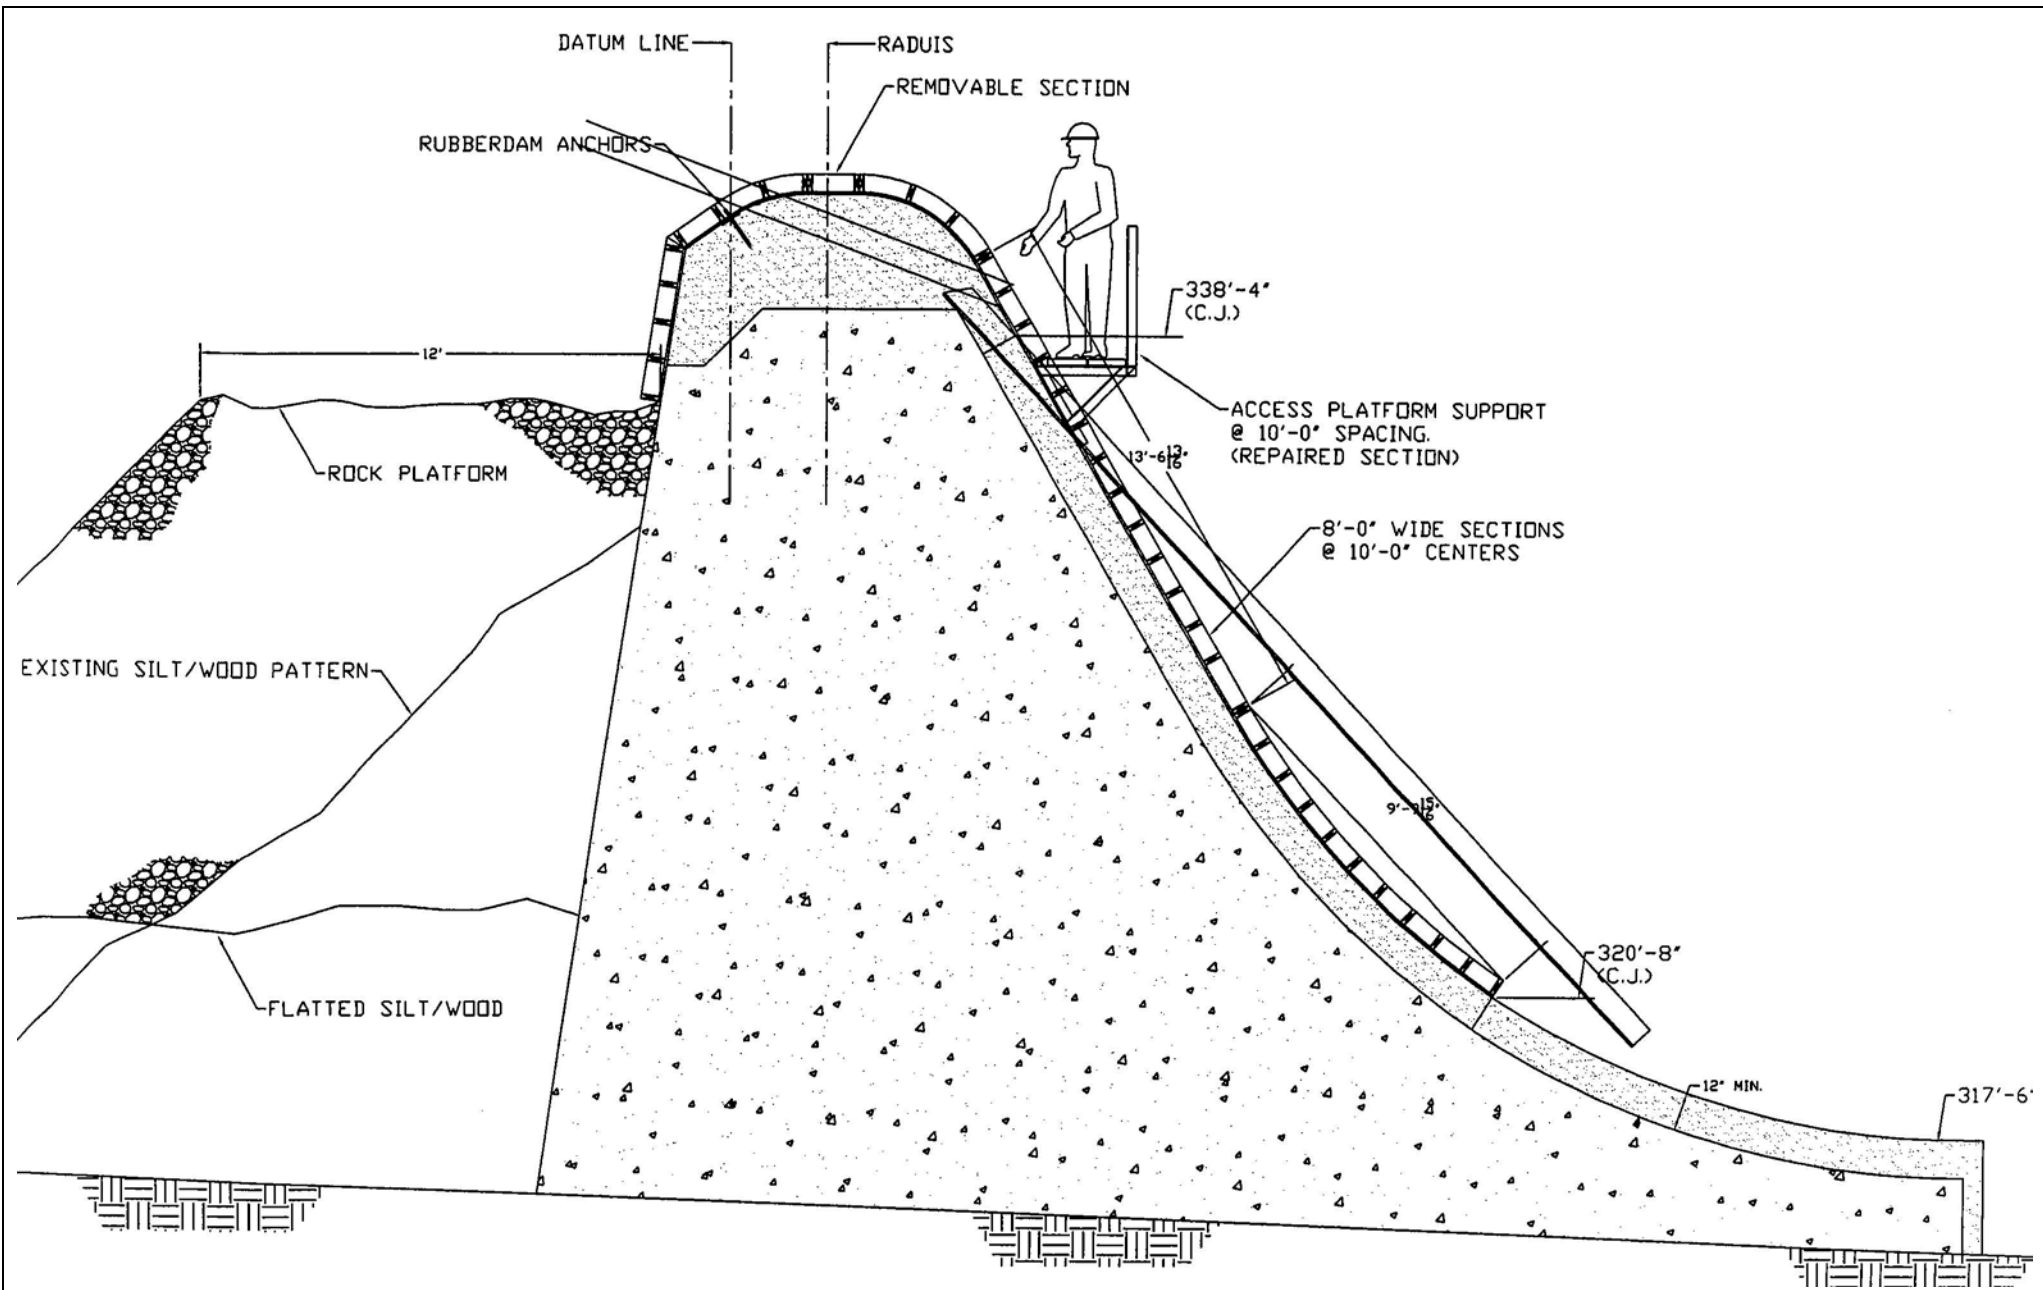 DATUM LINE
RADUIS
REMOVABLE SECTION
RUBBERDAM ANCHORS
338'-4"
(C.J.)
12'
ACCESS PLATFORM SUPPORT
@ 10'-0" SPACING.
(REPAIRED SECTION)
ROCK PLATFORM
13'-6 13/16"
8'-0" WIDE SECTIONS
@ 10'-0" CENTERS
EXISTING SILT/WOOD PATTERN
320'-8"
(C.J.)
FLATTED SILT/WOOD
12" MIN.
317'-6"